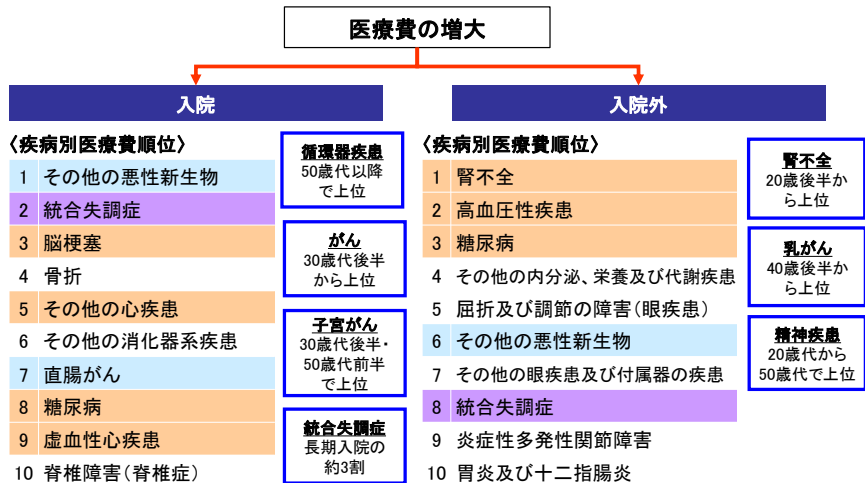 医療費の増大
入院
〈疾病別医療費順位〉
1 その他の悪性新生物
2 統合失調症
3 脳梗塞
4 骨折
5 その他の心疾患
6 その他の消化器系疾患
7 直腸がん
8 糖尿病
9 虚血性心疾患
10 脊椎障害(脊椎症)
循環器疾患
50歳代以降
で上位
がん
30歳代後半
から上位
子宮がん
30歳代後半・
50歳代前半
で上位
統合失調症
長期入院の
約3割
入院外
〈疾病別医療費順位〉
1 腎不全
2 高血圧性疾患
3 糖尿病
4 その他の内分泌、栄養及び代謝疾患
5 屈折及び調節の障害(眼疾患)
6 その他の悪性新生物
7 その他の眼疾患及び付属器の疾患
8 統合失調症
9 炎症性多発性関節障害
10 胃炎及び十二指腸炎
腎不全
20歳後半か
ら上位
乳がん
40歳後半か
ら上位
精神疾患
20歳代から
50歳代で上位